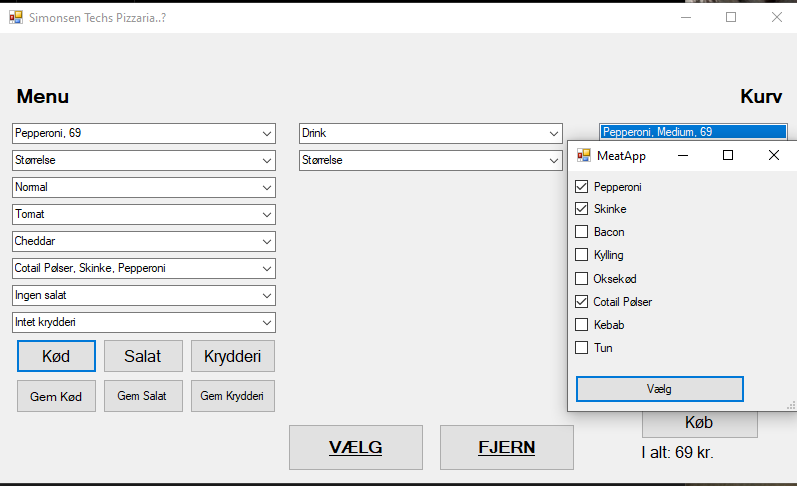 Simonsen Techs Pizzaria..?
Menu
Kurv
Pepperoni, 69
Størrelse
Normal
Tomat
Cheddar
Cotail Pølser, Skinke, Pepperoni
Ingen salat
Intet krydderi
Kød Salat Krydderi
Gem Kød Gem Salat Gem Krydderi
Drink
Størrelse
Pepperoni, Medium, 69
MeatApp
Pepperoni
Skinke
Bacon
Kylling
Oksekød
Cotail Pølser
Kebab
Tun
Vælg
VÆLG FJERN
Køb
I alt: 69 kr.